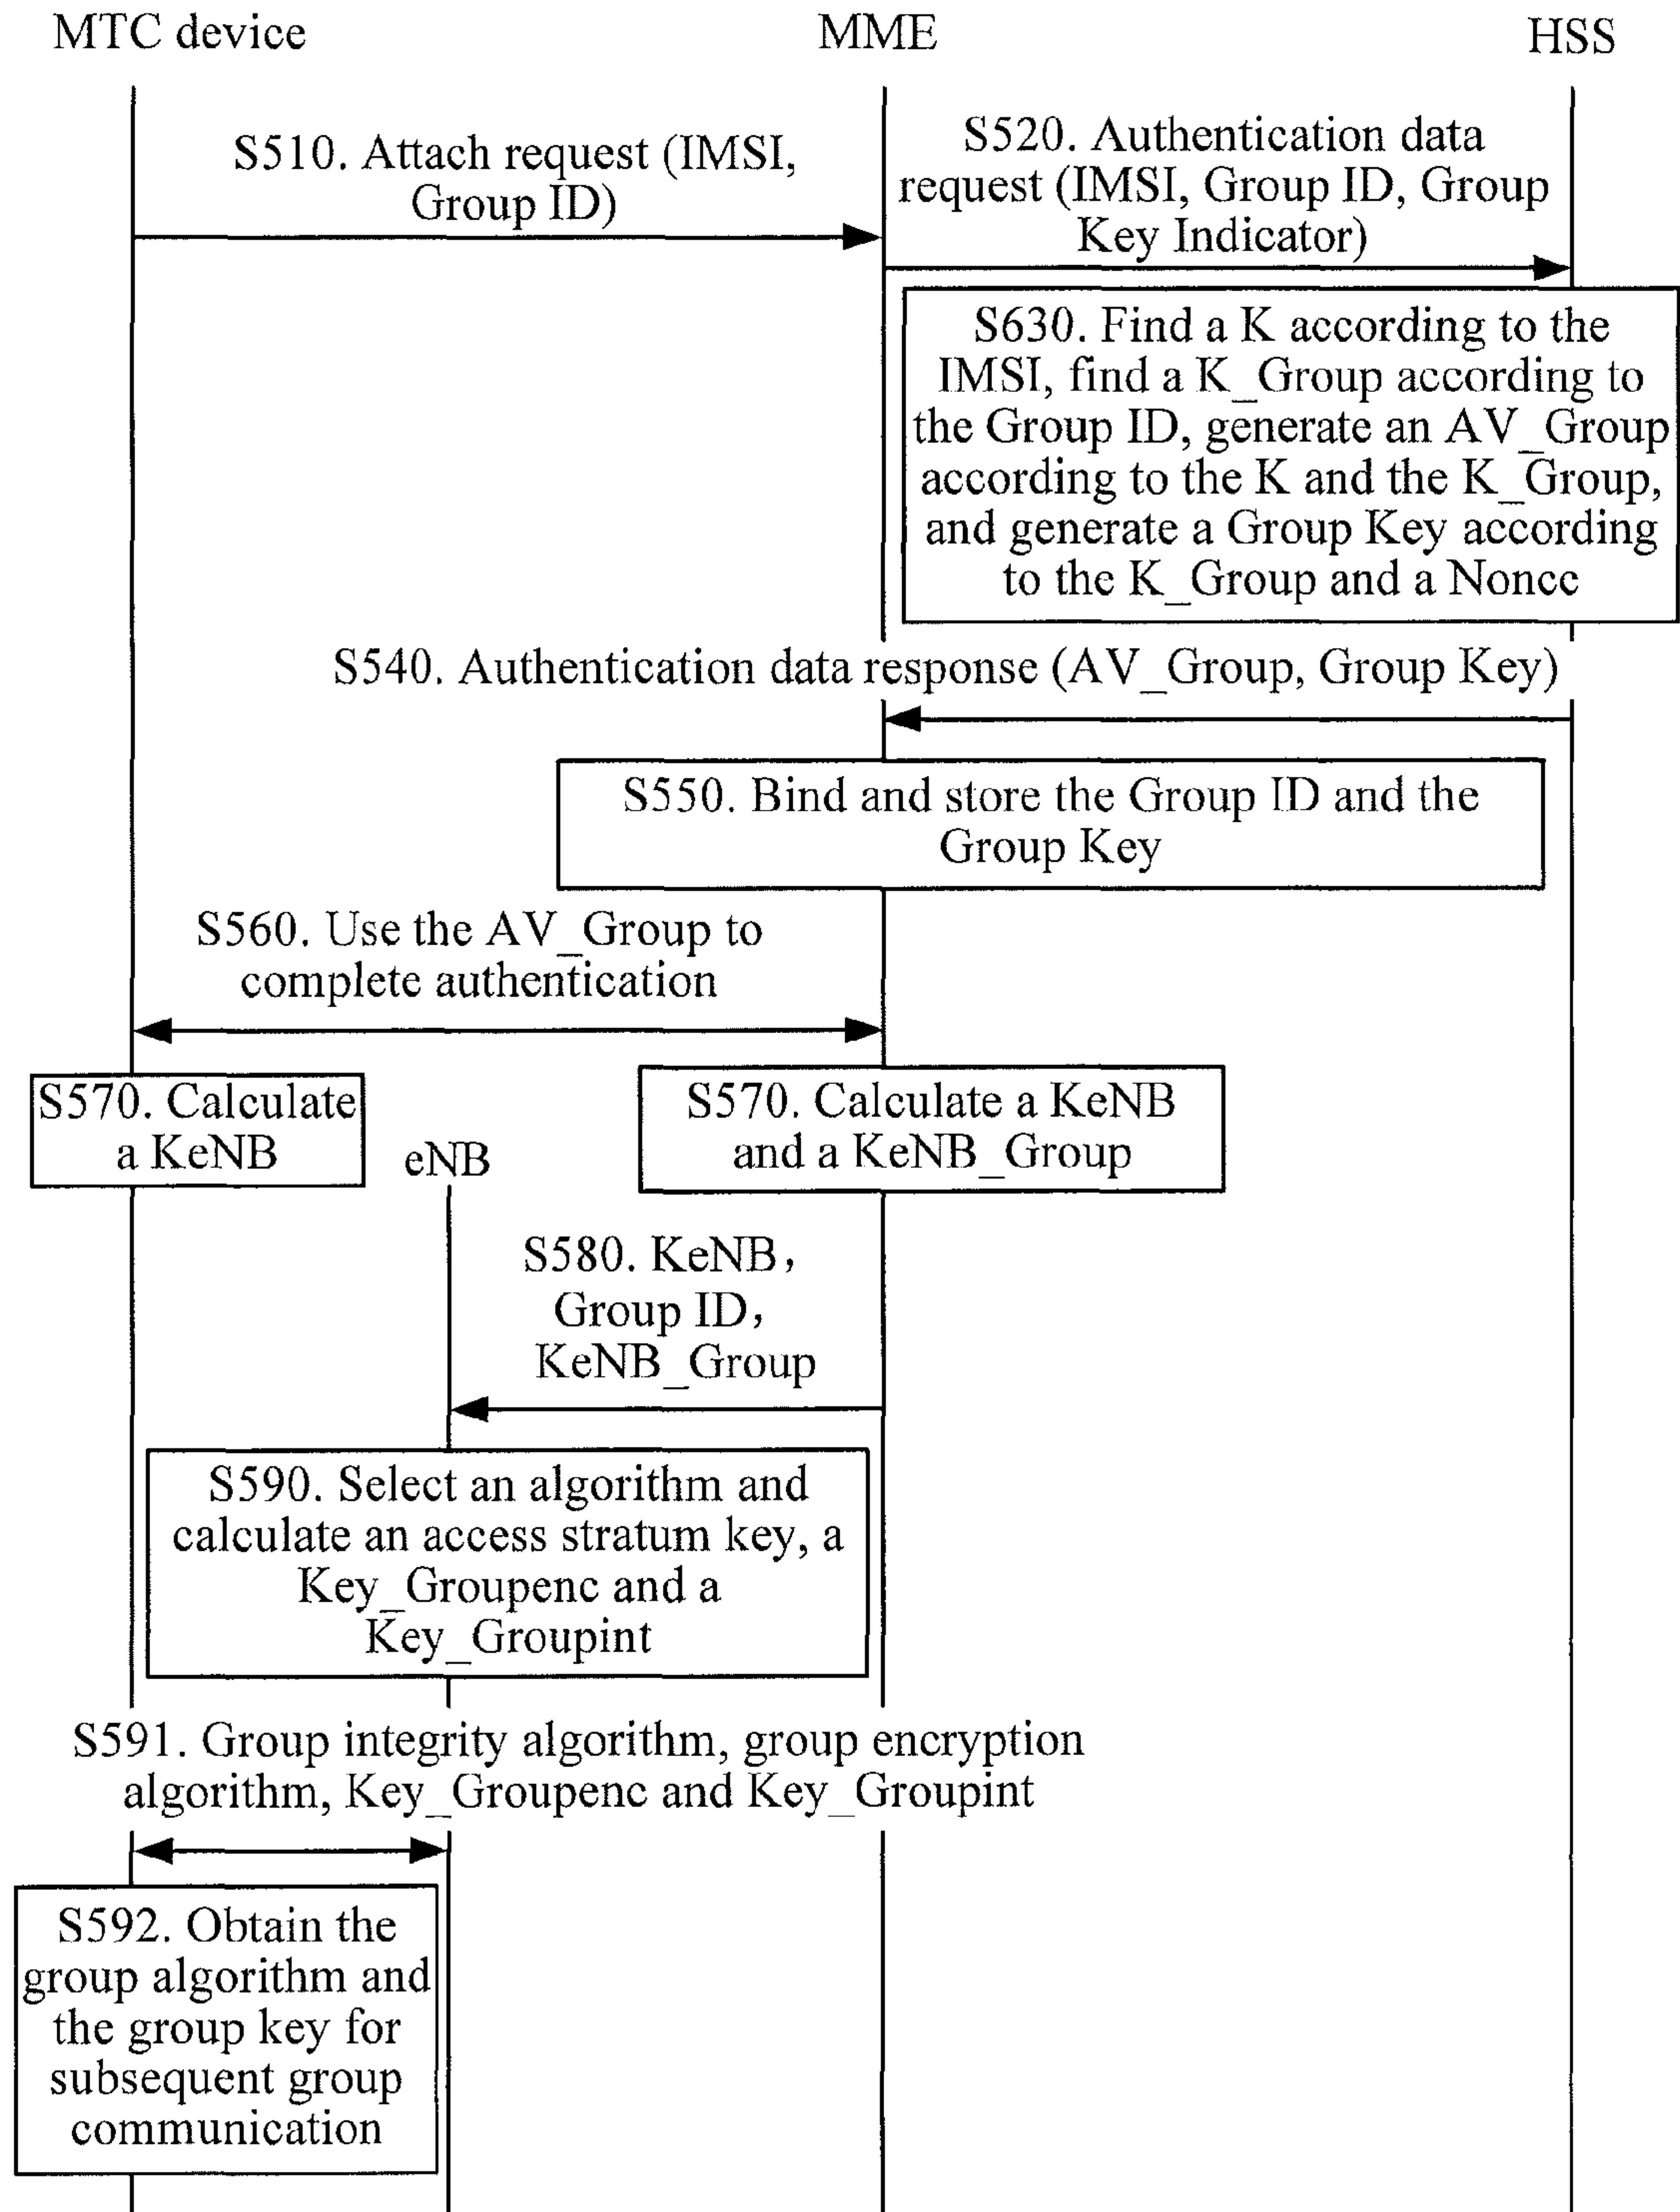 MTC device
MME
HSS
S510. Attach request (IMSI,
Group ID)
S520. Authentication data
request (IMSI, Group ID, Group
Key Indicator)
S630. Find a K according to the
IMSI, find a K_Group according to
the Group ID, generate an AV_Group
according to the K and the K_Group,
and generate a Group Key according
to the K_Group and a Nonce
S540. Authentication data response (AV_Group, Group Key)
S550. Bind and store the Group ID and the
Group Key
S560. Use the AV_Group to
complete authentication
S570. Calculate
a KeNB
eNB
S570. Calculate a KeNB
and a KeNB_Group
S580. KeNB,
Group ID,
KeNB_Group
S590. Select an algorithm and
calculate an access stratum key, a
Key_Groupenc and a
Key_Groupint
S591. Group integrity algorithm, group encryption
algorithm, Key_Groupenc and Key_Groupint
S592. Obtain the
group algorithm and
the group key for
subsequent group
communication